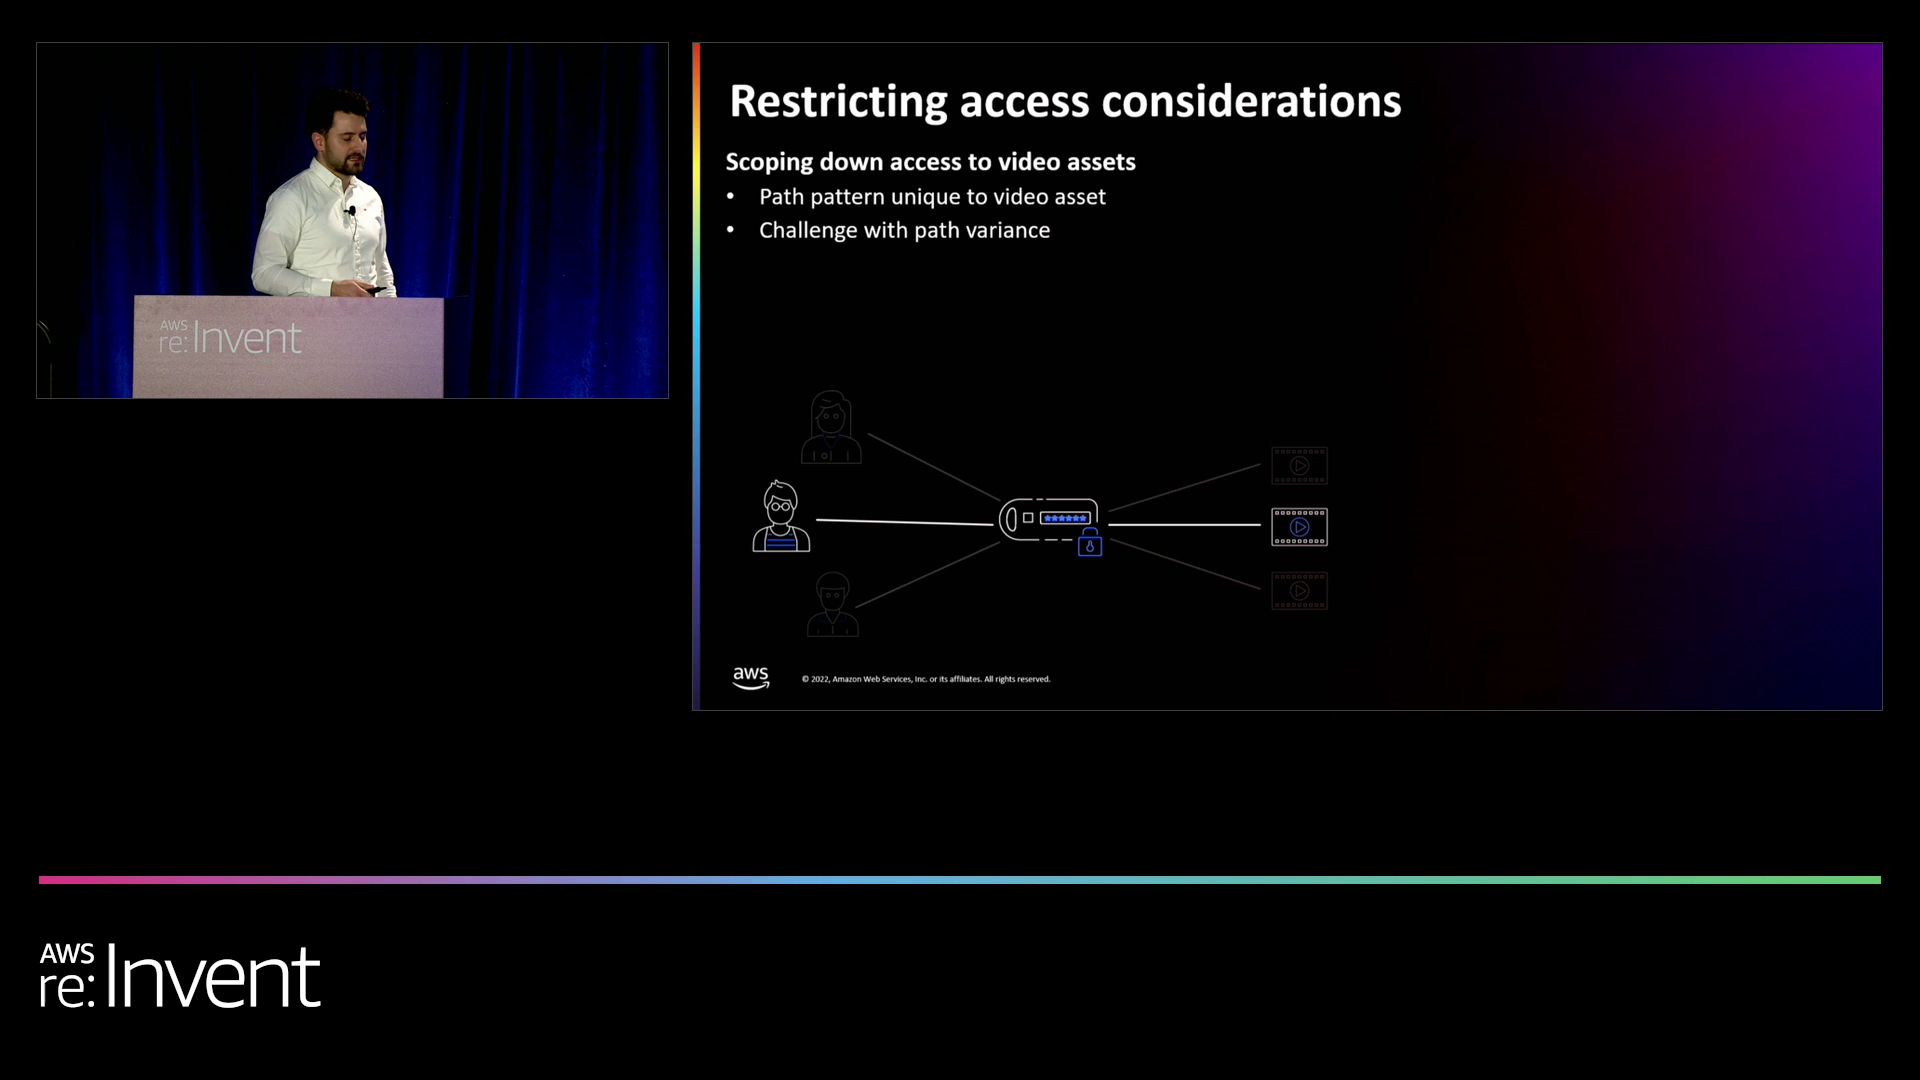 AWS
re:Invent
Restricting access considerations
Scoping down access to video assets
• Path pattern unique to video asset
• Challenge with path variance
******
aws
© 2022, Amazon Web Services, Inc. or its affiliates. All rights reserved.
AWS
re:Invent